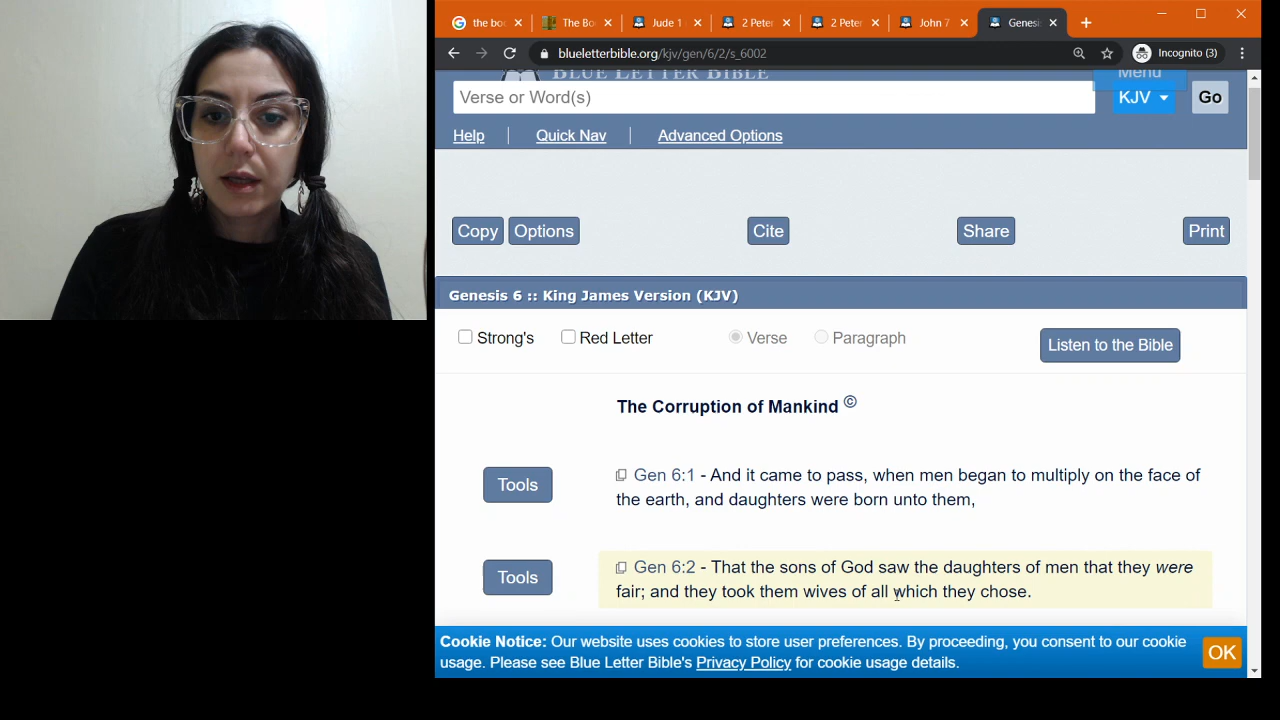 the boo
The Bo
Jude 1
2 Peter
2 Peter
John 7
Genesis
blueletterbible.org/kjv/gen/6/2/s_6002
Incognito (3)
BLUE LETTER BIBLE
Menu
Verse or Word(s)
KJV
Go
Help
Quick Nav
Advanced Options
Copy
Options
Cite
Share
Print
Genesis 6 :: King James Version (KJV)
Strong's
Red Letter
Verse
Paragraph
Listen to the Bible
The Corruption of Mankind ©
Tools
Gen 6:1 - And it came to pass, when men began to multiply on the face of
the earth, and daughters were born unto them,
Tools
Gen 6:2 - That the sons of God saw the daughters of men that they were
fair; and they took them wives of all which they chose.
Cookie Notice: Our website uses cookies to store user preferences. By proceeding, you consent to our cookie
usage. Please see Blue Letter Bible's Privacy Policy for cookie usage details.
OK